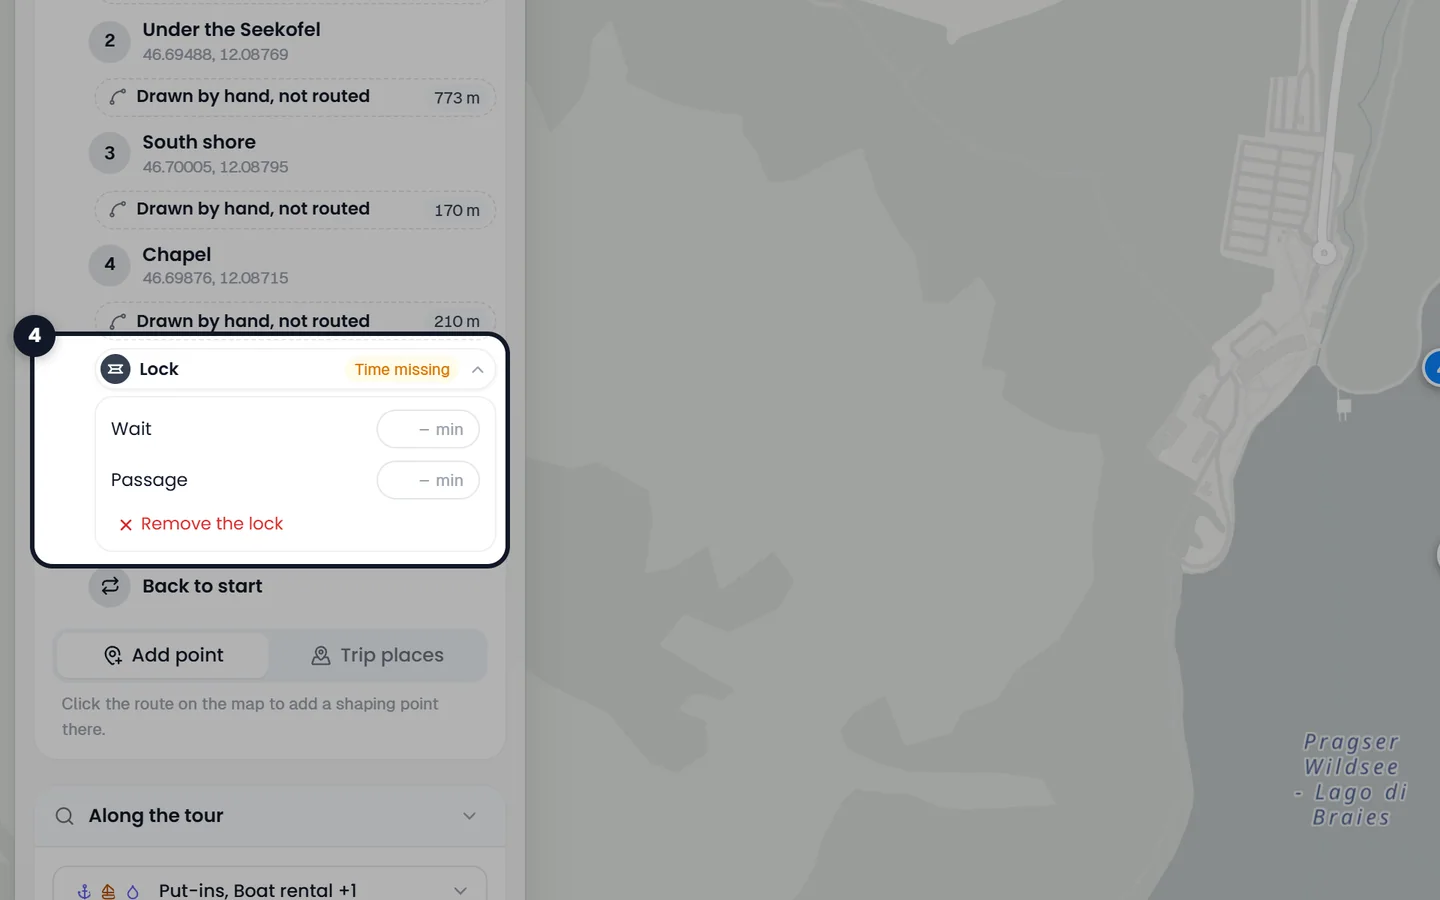 2
Under the Seekofel
46.69488, 12.08769
Drawn by hand, not routed
773 m
3
South shore
46.70005, 12.08795
Drawn by hand, not routed
170 m
4
Chapel
46.69876, 12.08715
Drawn by hand, not routed
210 m
4
Lock
Time missing
Wait
– min
Passage
– min
Remove the lock
Back to start
Add point
Trip places
Click the route on the map to add a shaping point
there.
Along the tour
Put-ins, Boat rental +1
Pragser
Wildsee
- Lago di
Braies